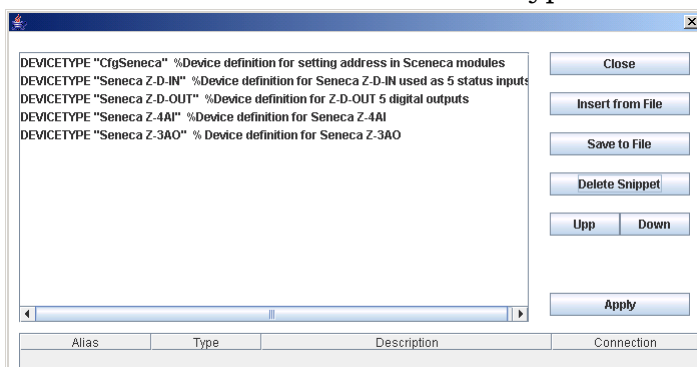 DEVICETYPE "CfgSeneca" %Device definition for setting address in Sceneca modules
DEVICETYPE "Seneca Z-D-IN" %Device definition for Seneca Z-D-IN used as 5 status inputs
DEVICETYPE "Seneca Z-D-OUT" %Device definition for Z-D-OUT 5 digital outputs
DEVICETYPE "Seneca Z-4AI" %Device definition for Seneca Z-4AI
DEVICETYPE "Seneca Z-3AO" % Device definition for Seneca Z-3AO
Close
Insert from File
Save to File
Delete Snippet
Upp Down
Apply
Alias Type Description Connection